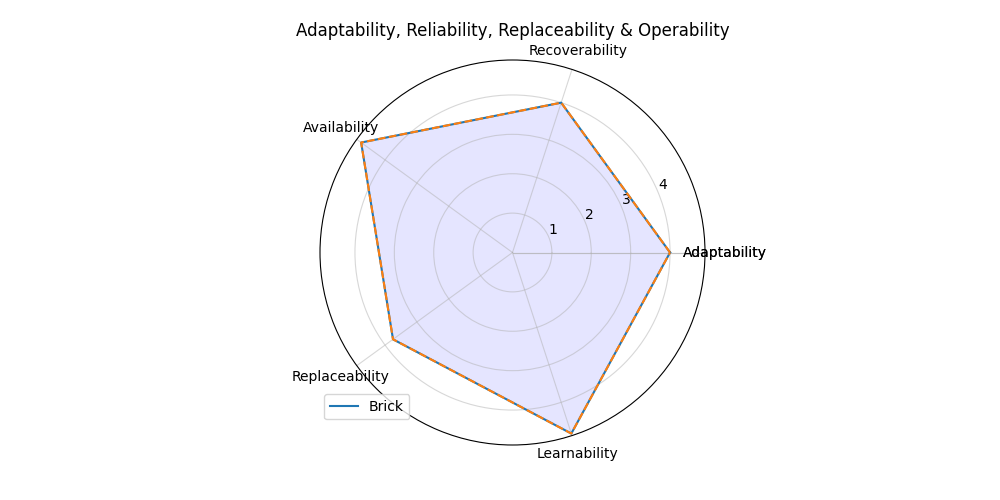 Adaptability, Reliability, Replaceability & Operability
Recoverability
Availability
4
3
2
1
Adaptability
Replaceability
Brick
Learnability